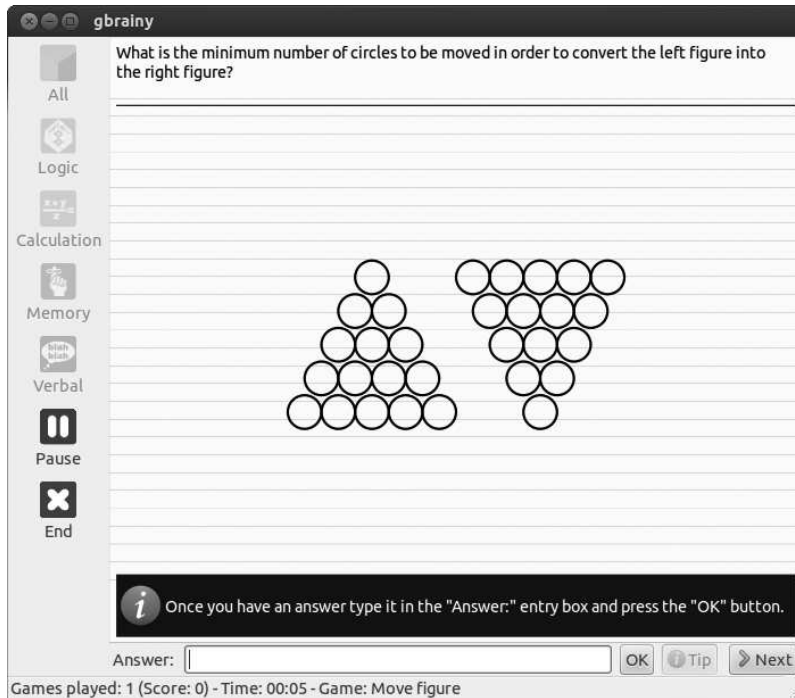 gbrainy
What is the minimum number of circles to be moved in order to convert the left figure into
the right figure?
All
Logic
x+y=
z
Calculation
Memory
blah
blah
Verbal
Pause
End
i Once you have an answer type it in the "Answer:" entry box and press the "OK" button.
Answer:
OK
Tip
Next
Games played: 1 (Score: 0) - Time: 00:05 - Game: Move figure